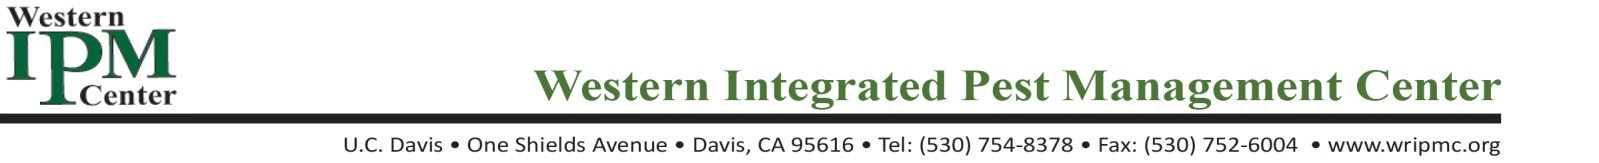 Western
IPM
Center
Western Integrated Pest Management Center
U.C. Davis • One Shields Avenue • Davis, CA 95616 • Tel: (530) 754-8378 • Fax: (530) 752-6004 • www.wripmc.org